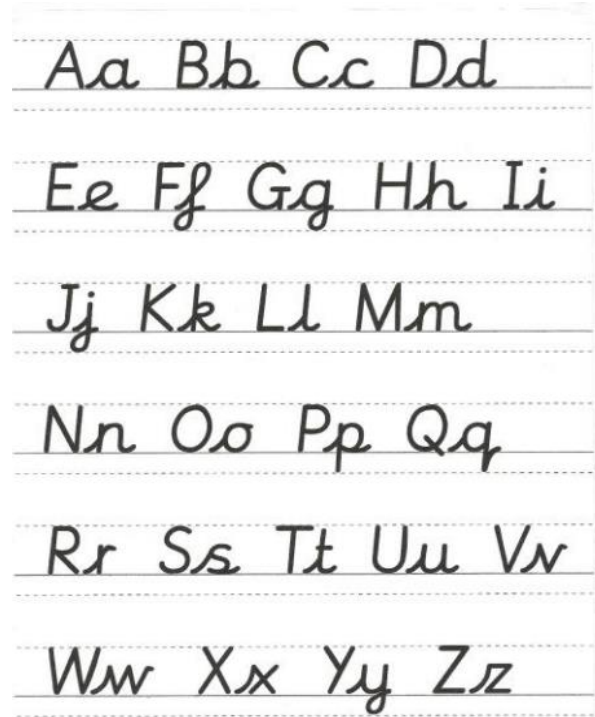 Aa Bb Cc Dd
Ee Ff Gg Hh Ii
Jj Kk Ll Mm
Nn Oo Pp Qq
Rr Ss Tt Uu Vv
Ww Xx Yy Zz